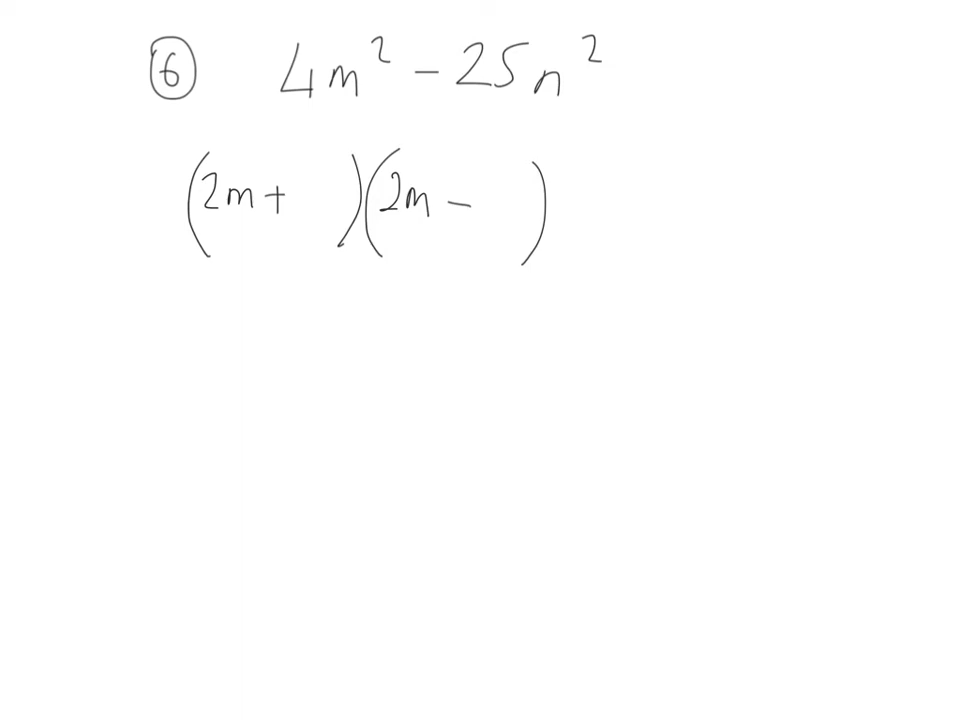 ⑥ 4m² - 25n²
(2m + )(2m - )